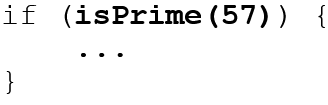 if (isPrime(57)) {
...
}